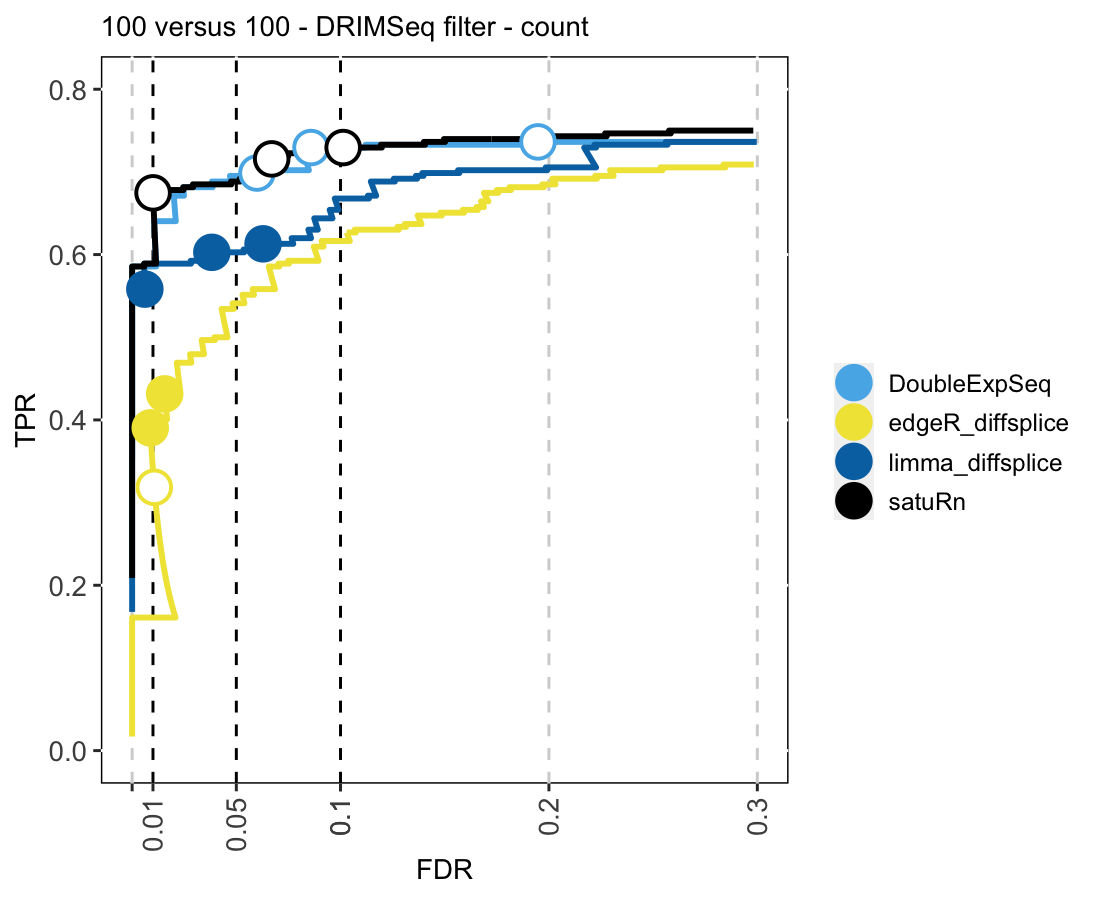 100 versus 100 - DRIMSeq filter - count
0.8
0.6
0.4
0.2
0.0
TPR
0.01
0.05
0.1
0.2
0.3
FDR
DoubleExpSeq
edgeR_diffsplice
limma_diffsplice
satuRn